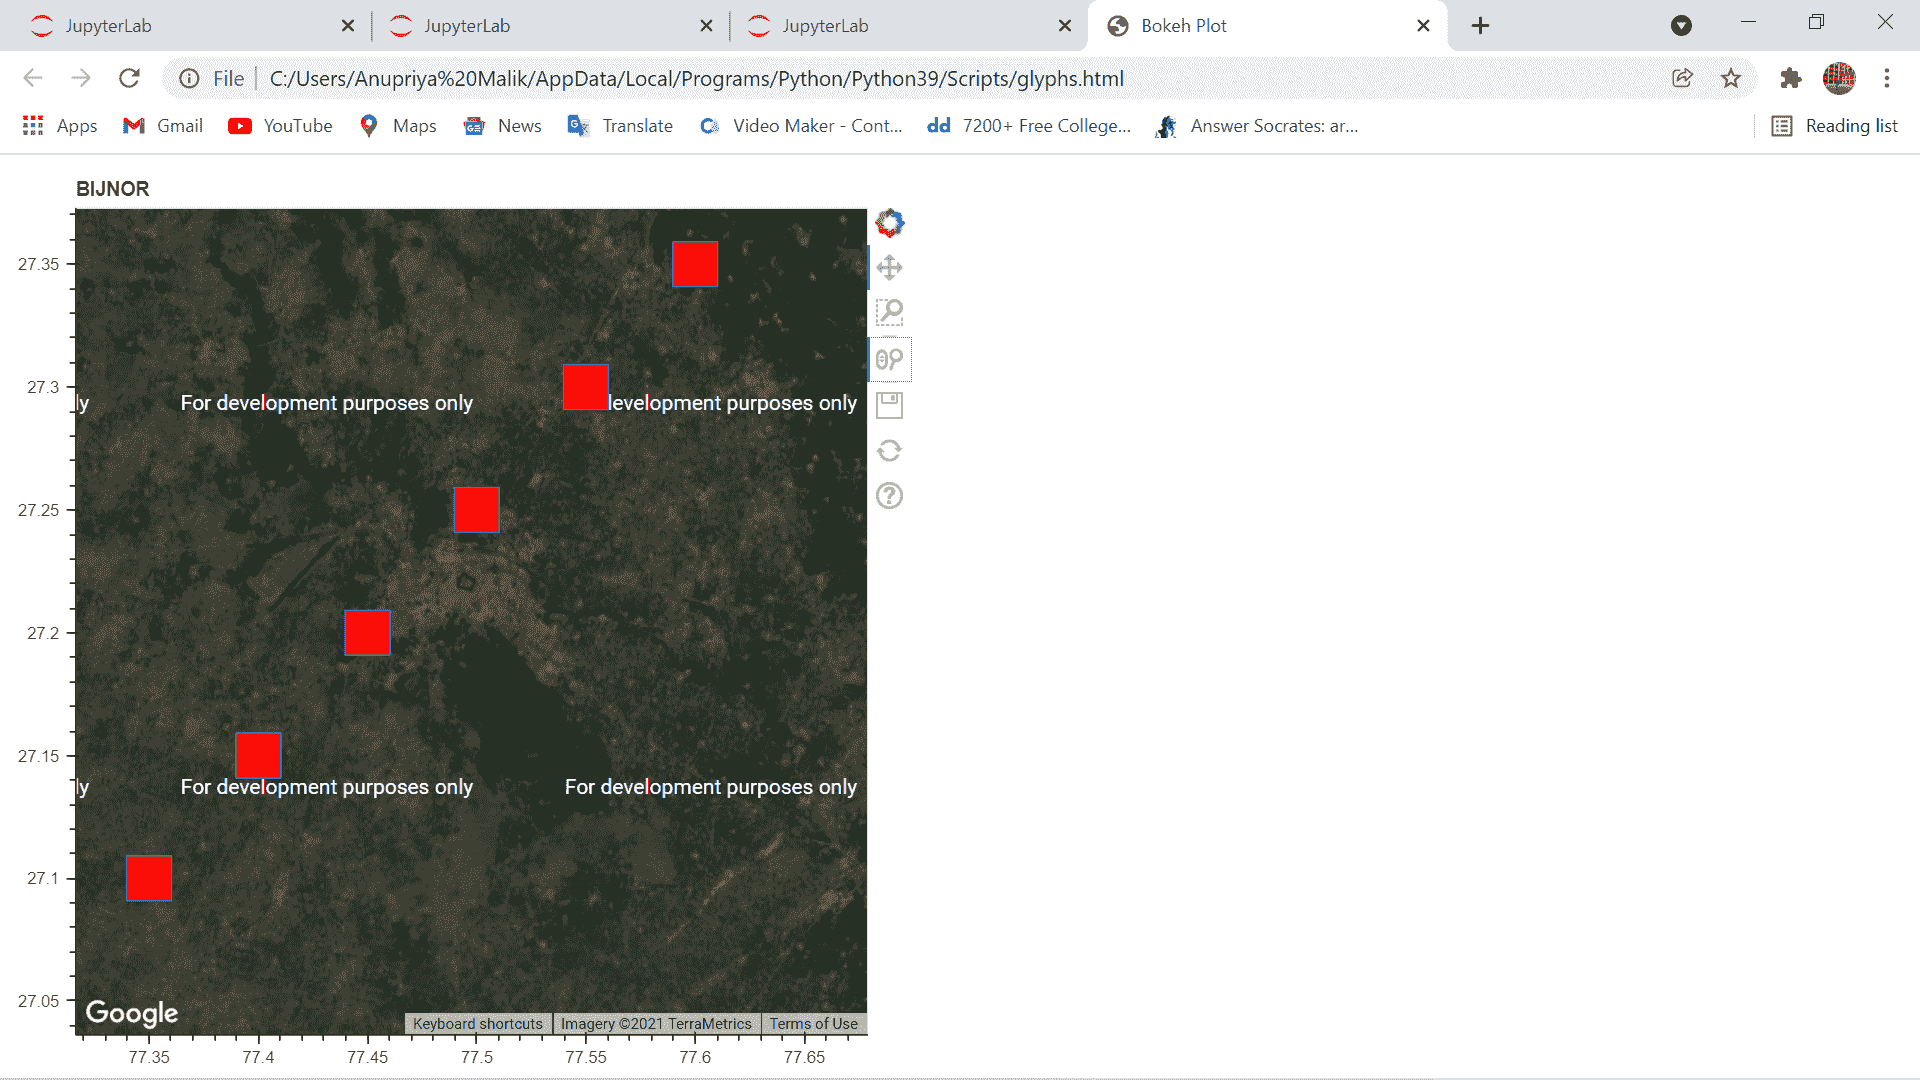 JupyterLab
JupyterLab
JupyterLab
Bokeh Plot
File
C:/Users/Anupriya%20Malik/AppData/Local/Programs/Python/Python39/Scripts/glyphs.html
Apps
Gmail
YouTube
Maps
News
Translate
Video Maker - Cont...
7200+ Free College...
Answer Socrates: ar...
Reading list
BIJNOR
27.35
27.3
ly
For development purposes only
levelopment purposes only
27.25
27.2
27.15
ly
For development purposes only
For development purposes only
27.1
27.05
Google
Keyboard shortcuts
Imagery ©2021 TerraMetrics
Terms of Use
77.35
77.4
77.45
77.5
77.55
77.6
77.65